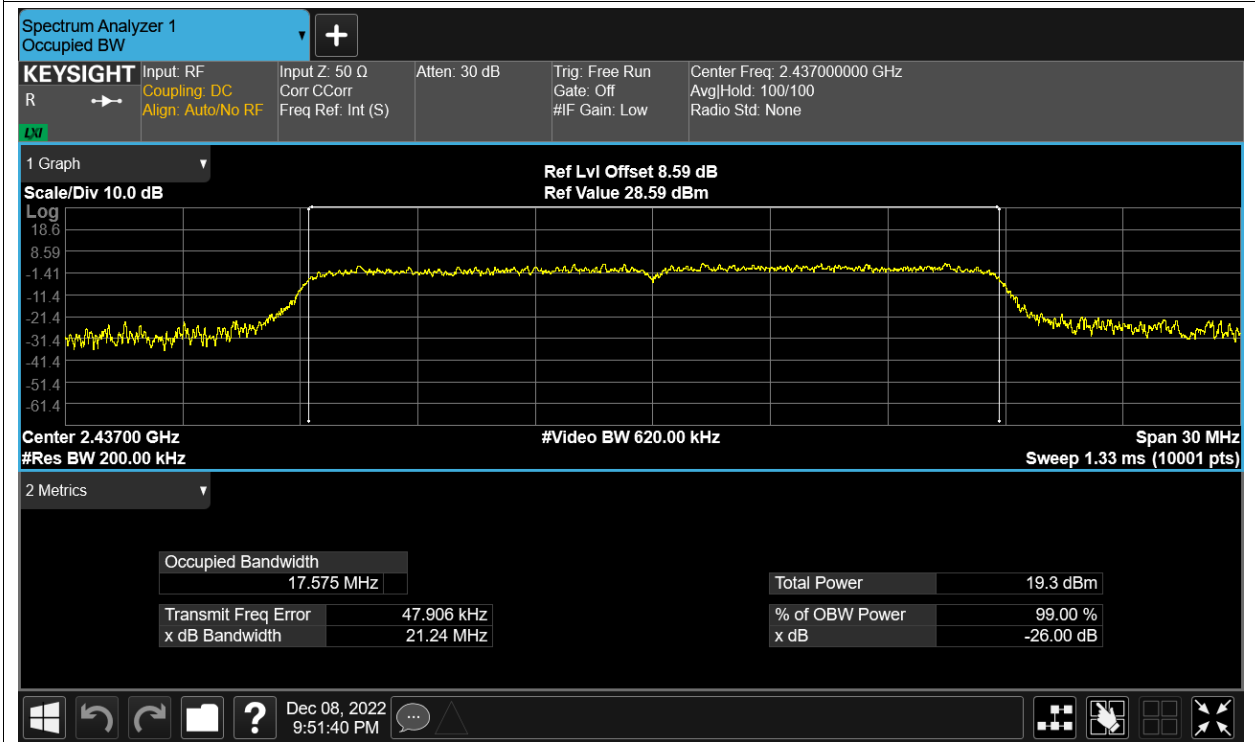 Spectrum Analyzer 1
Occupied BW
KEYSIGHT
R
LXI
Input: RF
Coupling: DC
Align: Auto/No RF
Input Z: 50 Ω
Corr CCorr
Freq Ref: Int (S)
Atten: 30 dB
Trig: Free Run
Gate: Off
#IF Gain: Low
Center Freq: 2.437000000 GHz
Avg|Hold: 100/100
Radio Std: None
1 Graph
Scale/Div 10.0 dB
Ref Lvl Offset 8.59 dB
Ref Value 28.59 dBm
Log
18.6
8.59
-1.41
-11.4
-21.4
-31.4
-41.4
-51.4
-61.4
Center 2.43700 GHz
#Res BW 200.00 kHz
#Video BW 620.00 kHz
Span 30 MHz
Sweep 1.33 ms (10001 pts)
2 Metrics
Occupied Bandwidth
17.575 MHz
Transmit Freq Error 47.906 kHz
x dB Bandwidth 21.24 MHz
Total Power 19.3 dBm
% of OBW Power 99.00 %
x dB -26.00 dB
?
Dec 08, 2022
9:51:40 PM